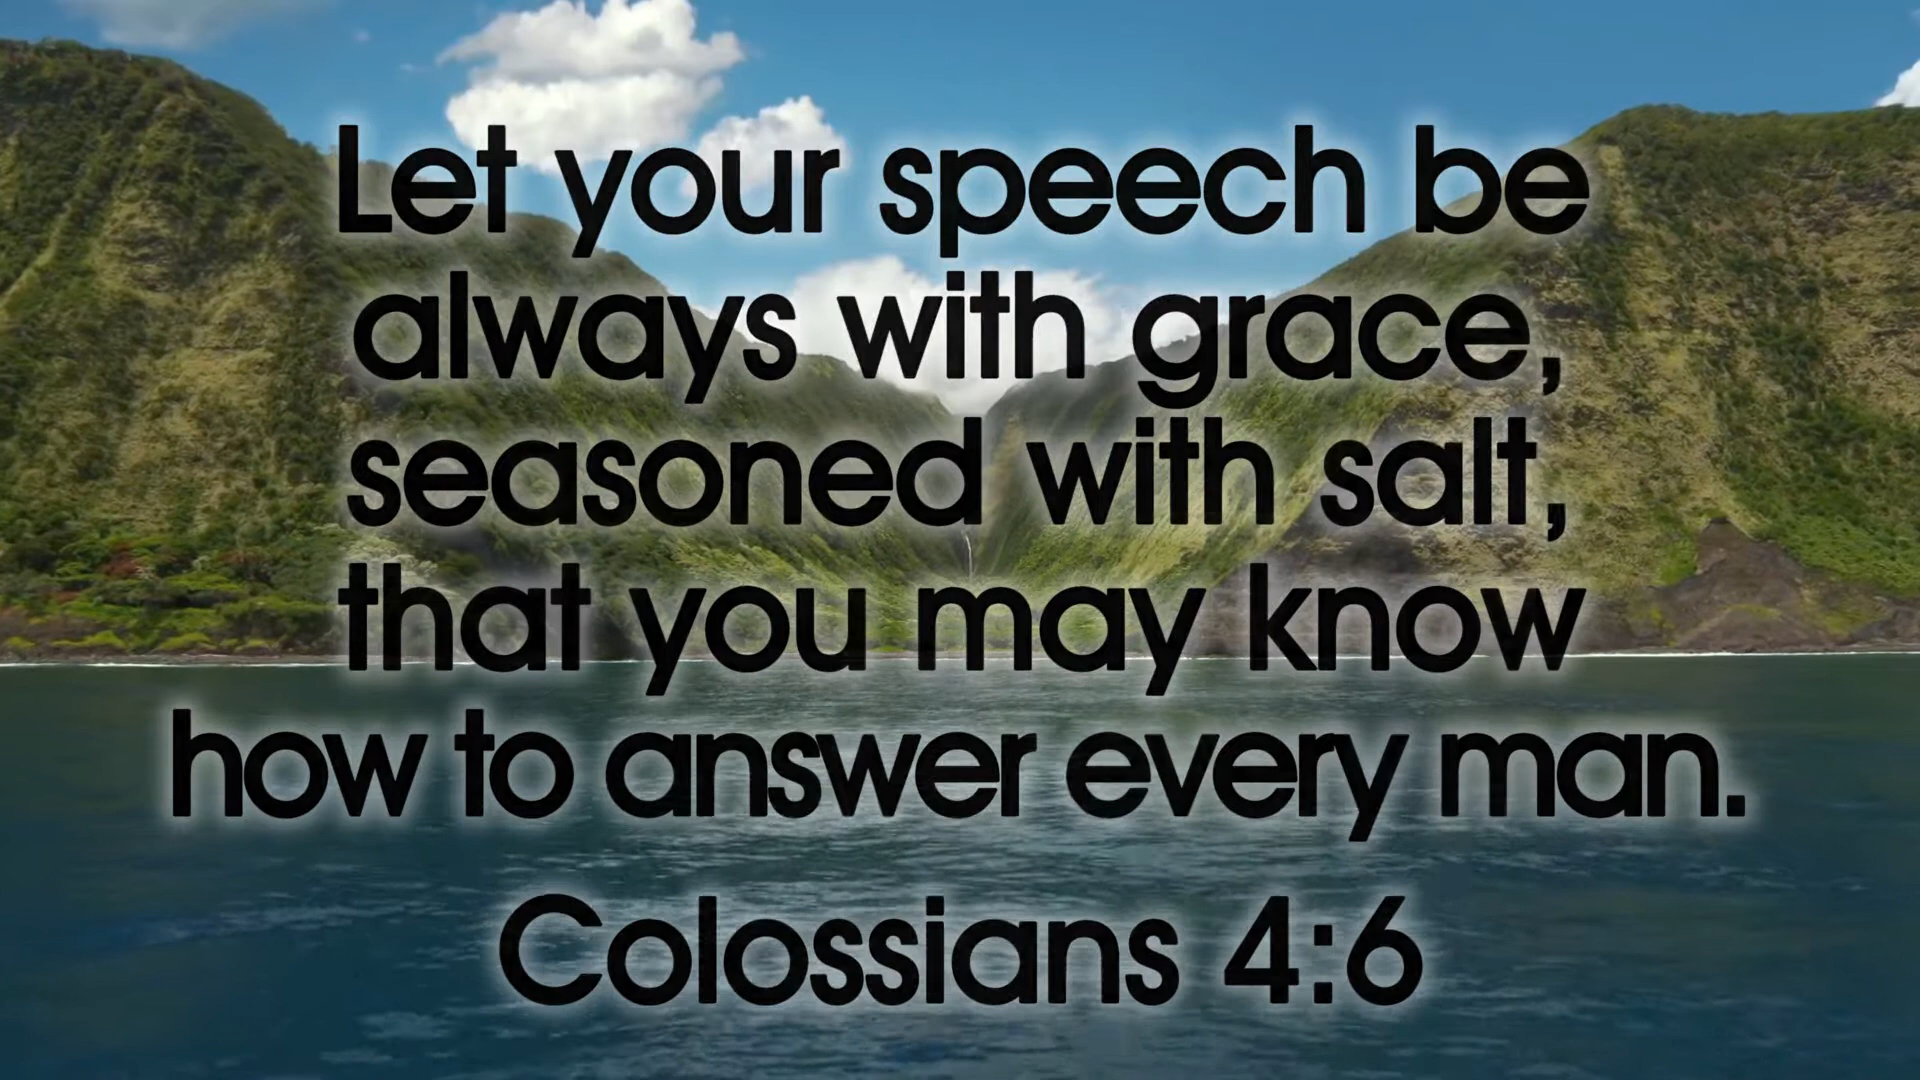 Let your speech be
always with grace,
seasoned with salt,
that you may know
how to answer every man.
Colossians 4:6